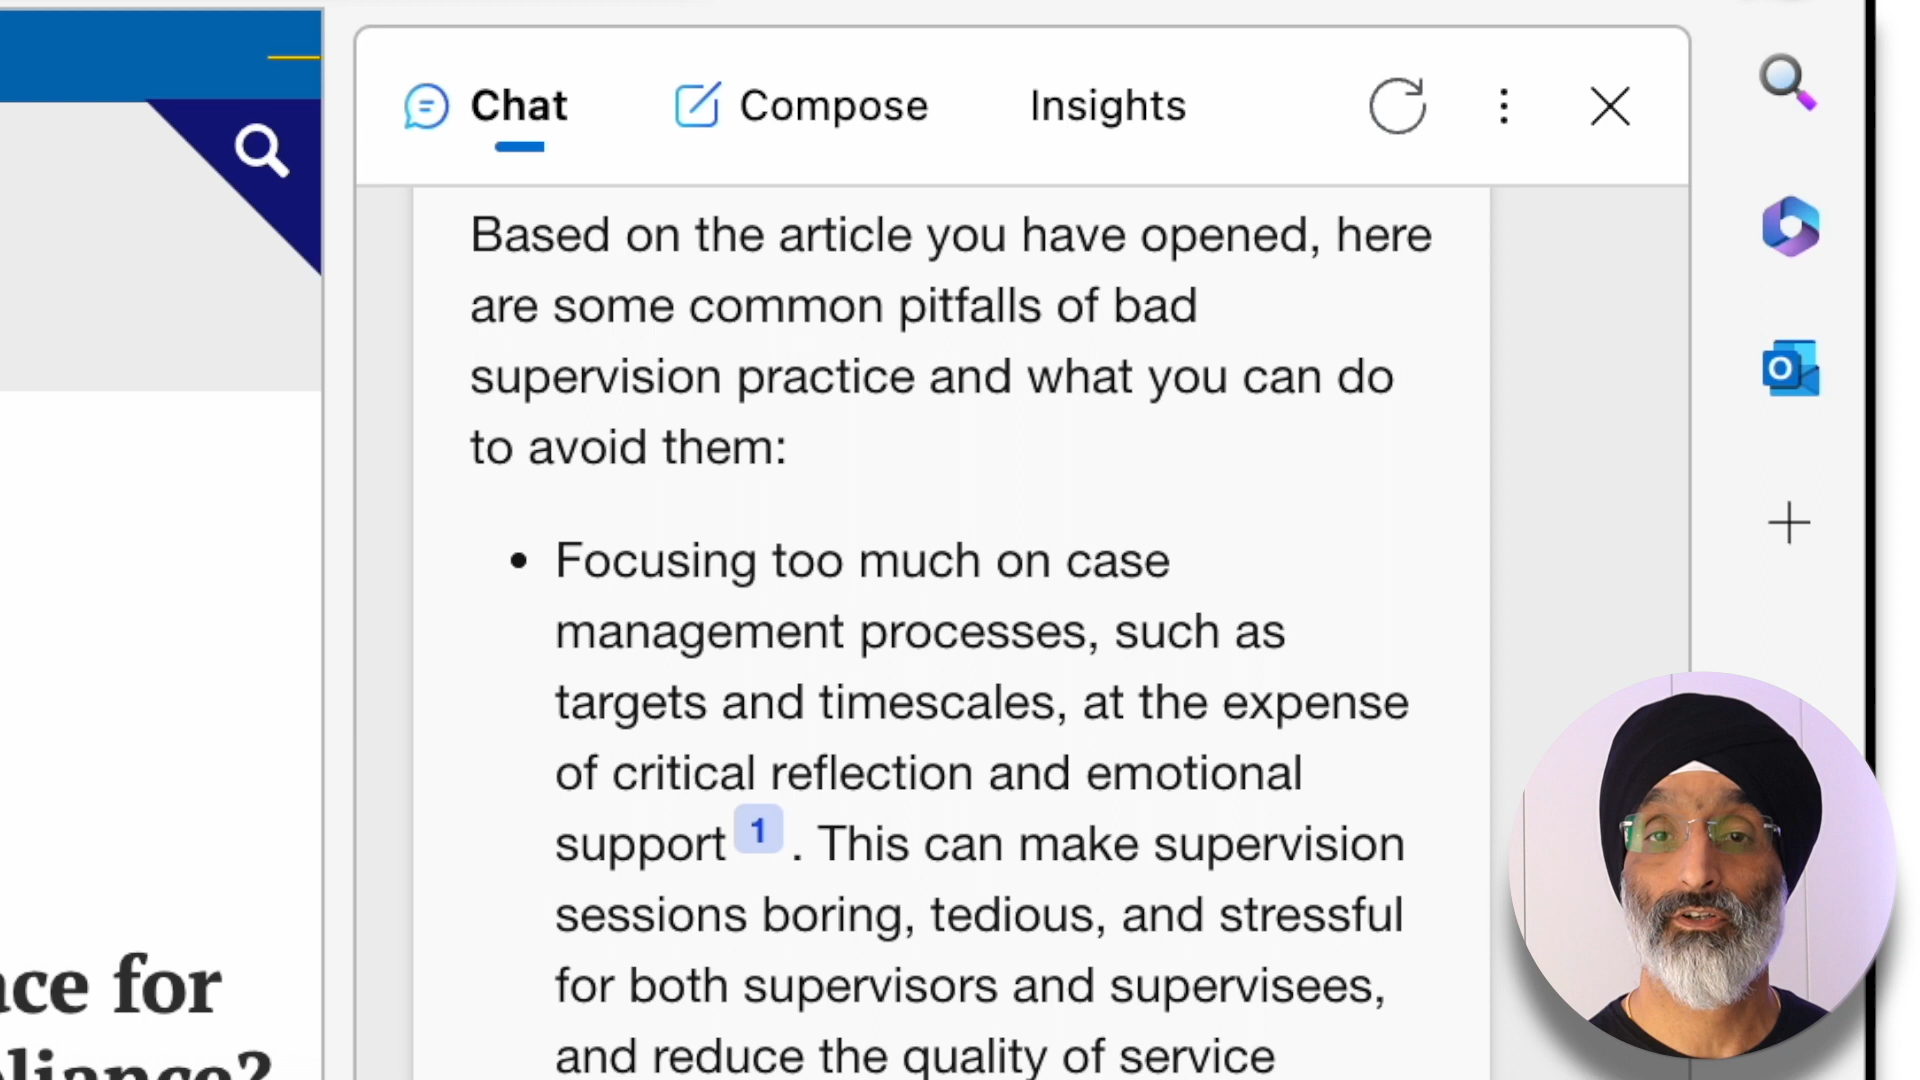 Chat
Compose
Insights
Based on the article you have opened, here
are some common pitfalls of bad
supervision practice and what you can do
to avoid them:
• Focusing too much on case
management processes, such as
targets and timescales, at the expense
of critical reflection and emotional
support 1 . This can make supervision
sessions boring, tedious, and stressful
for both supervisors and supervisees,
and reduce the quality of service
for
O